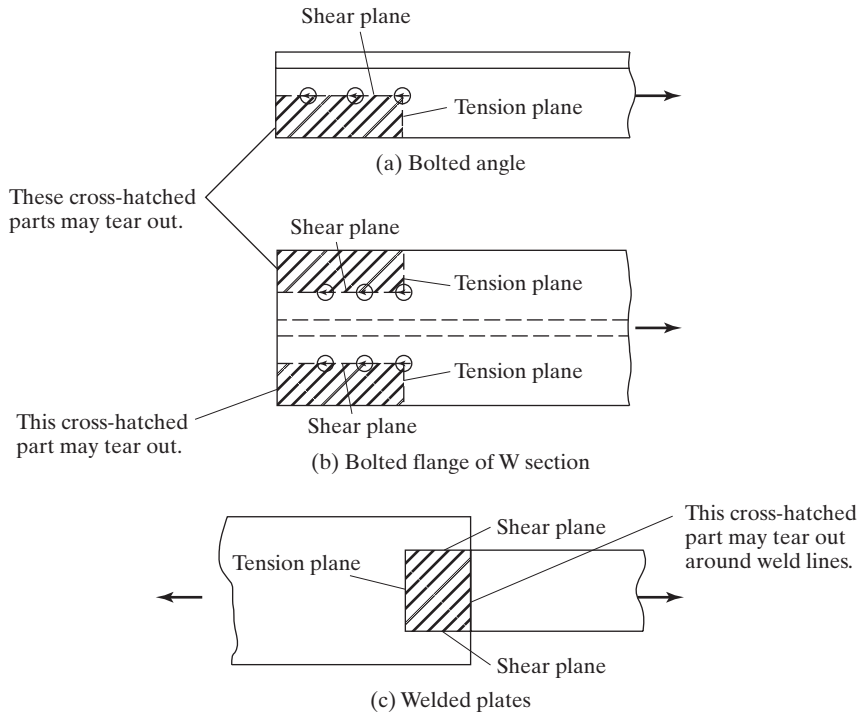 Shear plane
Tension plane
(a) Bolted angle
These cross-hatched
parts may tear out.
Shear plane
Tension plane
Tension plane
This cross-hatched
part may tear out.
Shear plane
(b) Bolted flange of W section
Shear plane
This cross-hatched
part may tear out
around weld lines.
Tension plane
Shear plane
(c) Welded plates